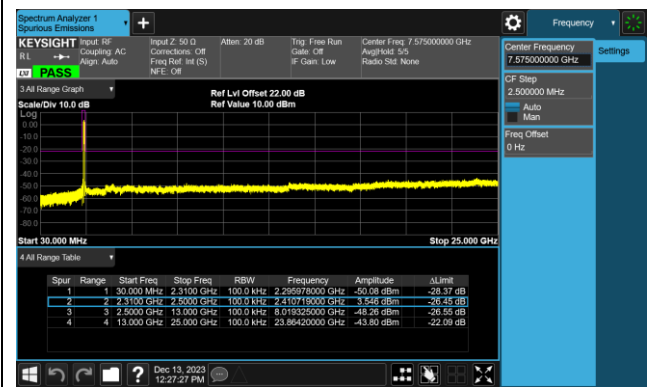 Spectrum Analyzer 1
Spurious Emissions
+
Frequency
KEYSIGHT
RL
LXI PASS
Input: RF
Coupling: AC
Align: Auto
Input Z: 50 Ω
Corrections: Off
Freq Ref: Int (S)
NFE: Off
Atten: 20 dB
Trig: Free Run
Gate: Off
IF Gain: Low
Center Freq: 7.575000000 GHz
Avg|Hold: 5/5
Radio Std: None
Center Frequency
7.575000000 GHz
Settings
CF Step
2.500000 MHz
Auto
Man
Freq Offset
0 Hz
3 All Range Graph
Scale/Div 10.0 dB
Ref Lvl Offset 22.00 dB
Ref Value 10.00 dBm
Log
0.00
-10.0
-20.0
-30.0
-40.0
-50.0
-60.0
-70.0
-80.0
Start 30.000 MHz
Stop 25.000 GHz
4 All Range Table
Spur Range Start Freq Stop Freq RBW Frequency Amplitude ΔLimit
1 1 30.000 MHz 2.3100 GHz 100.0 kHz 2.295978000 GHz -50.08 dBm -28.37 dB
2 2 2.3100 GHz 2.5000 GHz 100.0 kHz 2.410719000 GHz 3.546 dBm -26.45 dB
3 3 2.5000 GHz 13.000 GHz 100.0 kHz 8.019325000 GHz -48.26 dBm -26.55 dB
4 4 13.000 GHz 25.000 GHz 100.0 kHz 23.86420000 GHz -43.80 dBm -22.09 dB
?
Dec 13, 2023
12:27:27 PM